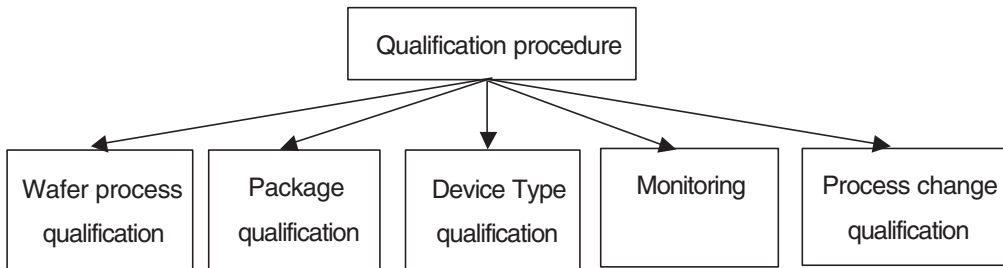 Qualification procedure
Wafer process
qualification
Package
qualification
Device Type
qualification
Monitoring
Process change
qualification